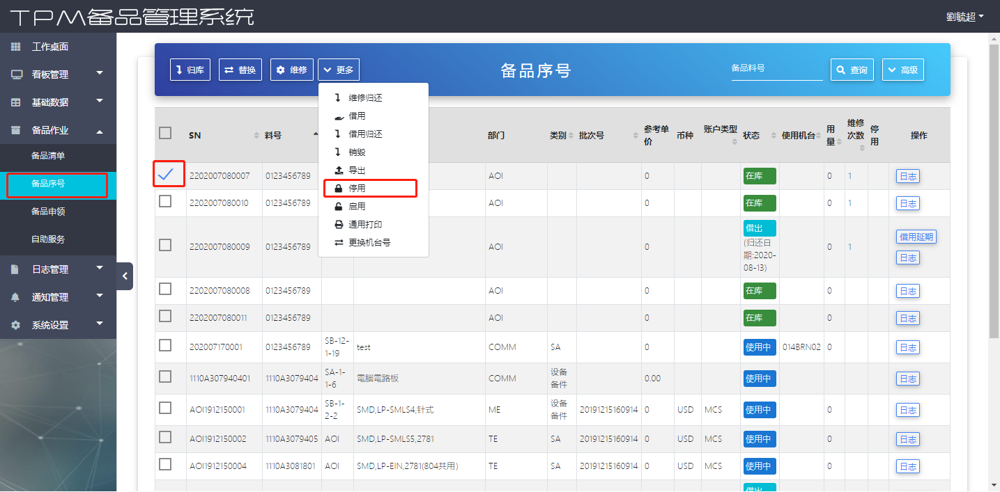 TPM备品管理系统
劉毓超
工作桌面
看板管理
基础数据
备品作业
备品清单
备品序号
备品申领
自助服务
日志管理
通知管理
系统设置
归库 替换 维修 更多
备品序号
备品料号
查询 高级
维修归还
借用
借用归还
销毁
导出
停用
启用
通用打印
更换机台号
SN 料号 部门 类别 批次号 参考单价 币种 账户类型 状态 使用机台 用量 维修次数 停用 操作
2202007080007 0123456789 AOI 0 在库 0 1 日志
2202007080010 0123456789 AOI 0 在库 0 1 日志
2202007080009 0123456789 AOI 0 借出 (归还日期:2020-08-13) 0 1 借用延期 日志
2202007080008 0123456789 AOI 0 在库 0 日志
2202007080011 0123456789 AOI 0 在库 0 日志
202007170001 0123456789 SB-12-1-19 test COMM SA 0 使用中 014BRN02 0 日志
1110A307940401 1110A3079404 SA-1-1-6 電腦電路板 COMM 设备备件 0.00 使用中 日志
AOI1912150001 1110A3079404 SB-1-2-2 SMD,LP-SMLS4,针式 ME 设备备件 20191215160914 0 USD MCS 使用中 0 日志
AOI1912150002 1110A3079405 AOI SMD,LP-SMLS5,2781 TE SA 20191215160914 0 USD MCS 使用中 0 日志
AOI1912150004 1110A3081801 AOI SMD,LP-EIN,2781(804共用) TE SA 20191215160914 0 USD MCS 使用中 0 日志
借出